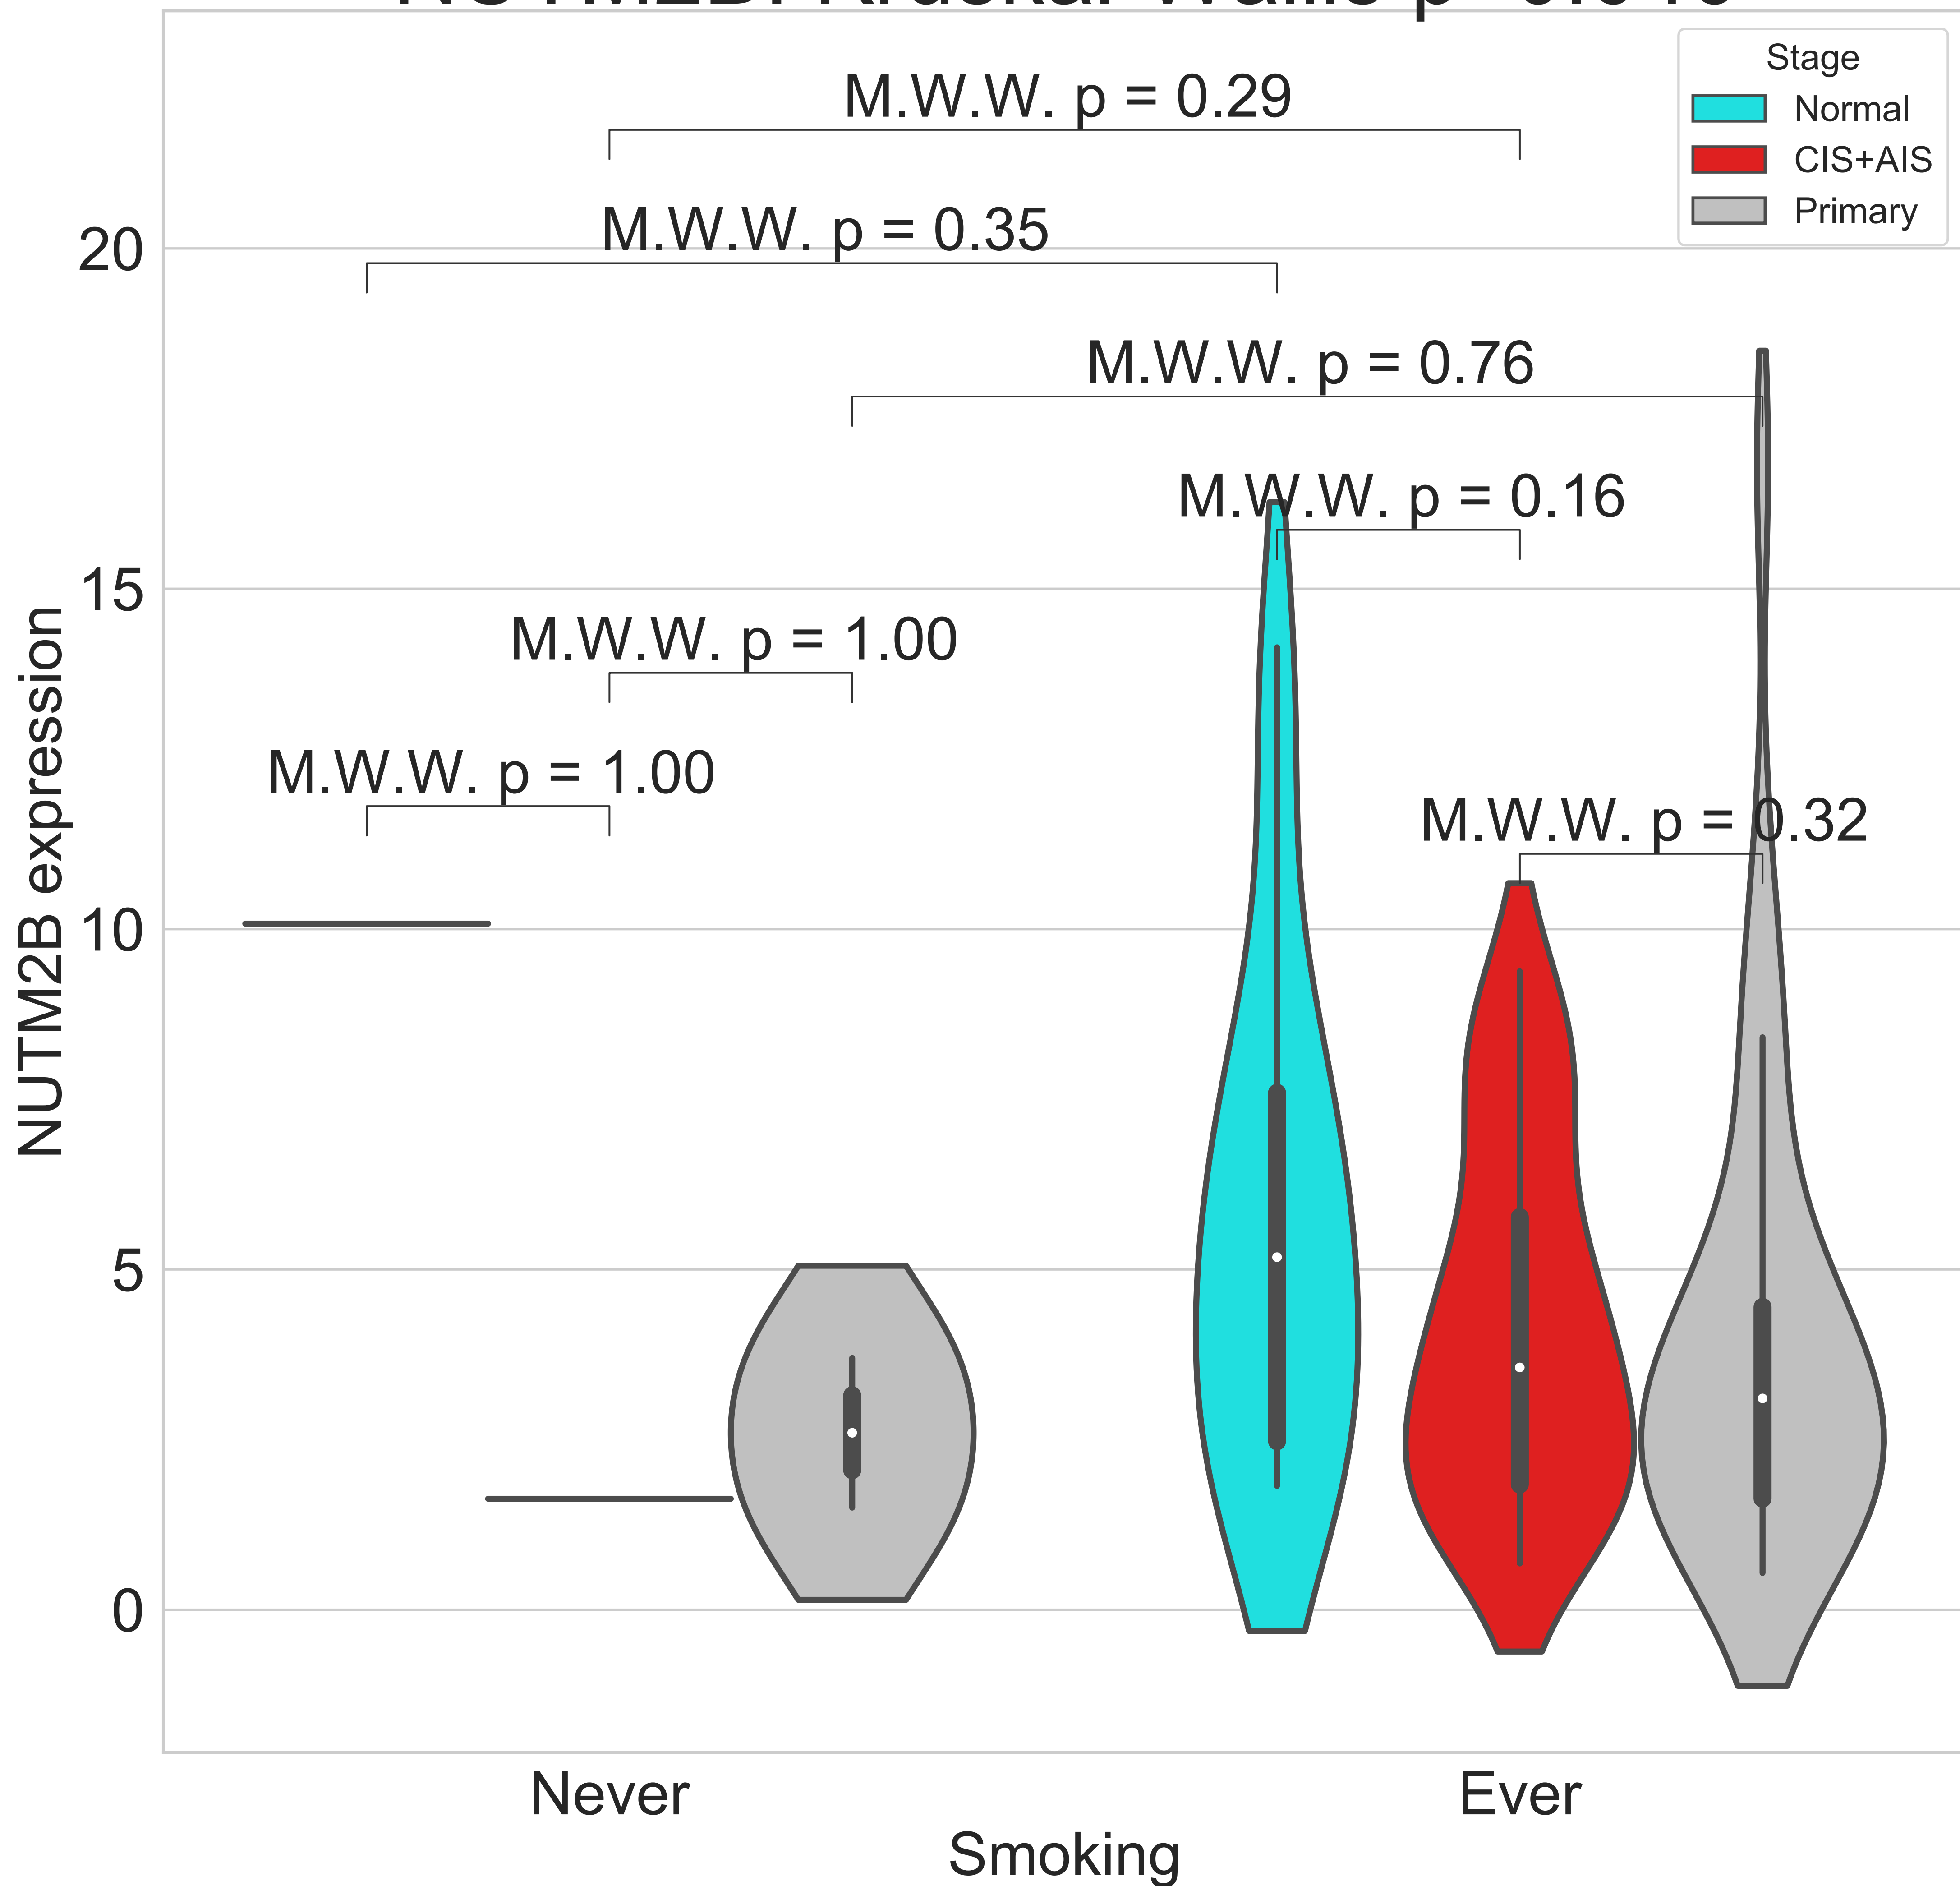 Stage
Normal
CIS+AIS
Primary
M.W.W. p = 0.29
M.W.W. p = 0.35
M.W.W. p = 0.76
M.W.W. p = 0.16
M.W.W. p = 1.00
M.W.W. p = 1.00
M.W.W. p = 0.32
NUTM2B expression
20
15
10
5
0
Never
Ever
Smoking